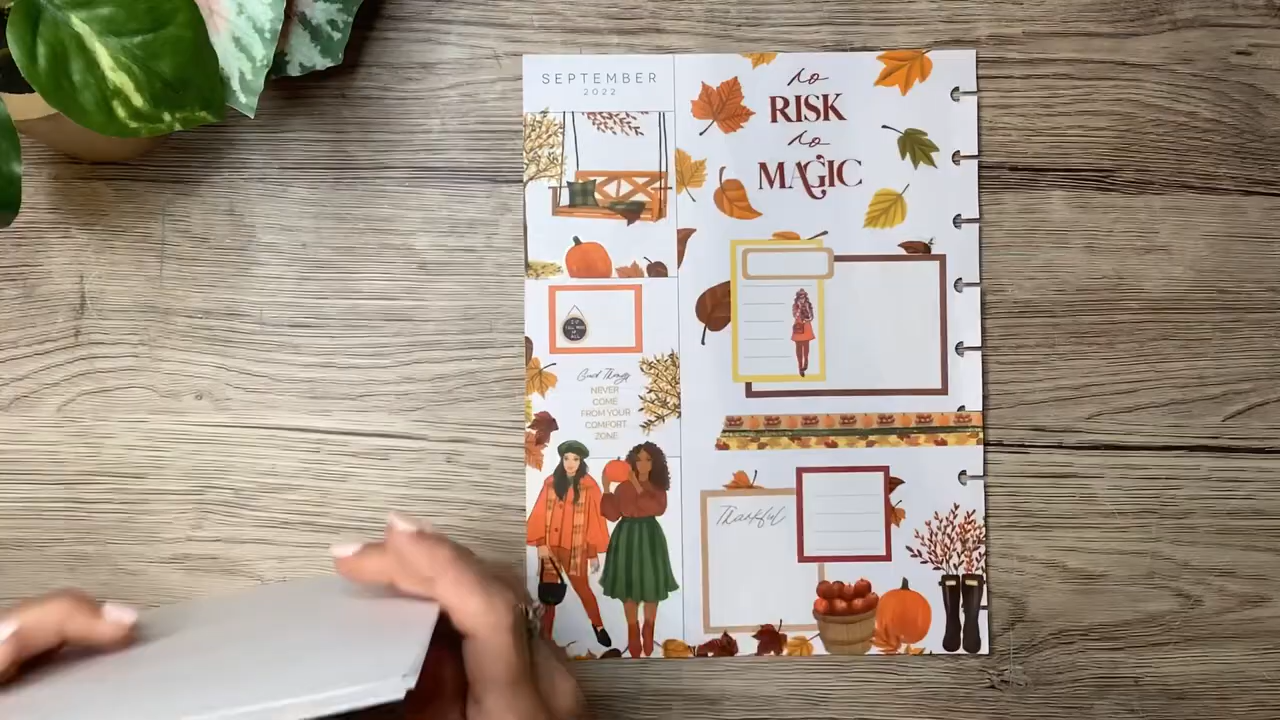 SEPTEMBER
2022
no
RISK
no
MAGIC
Good Things
NEVER
COME
FROM YOUR
COMFORT
ZONE
Thankful